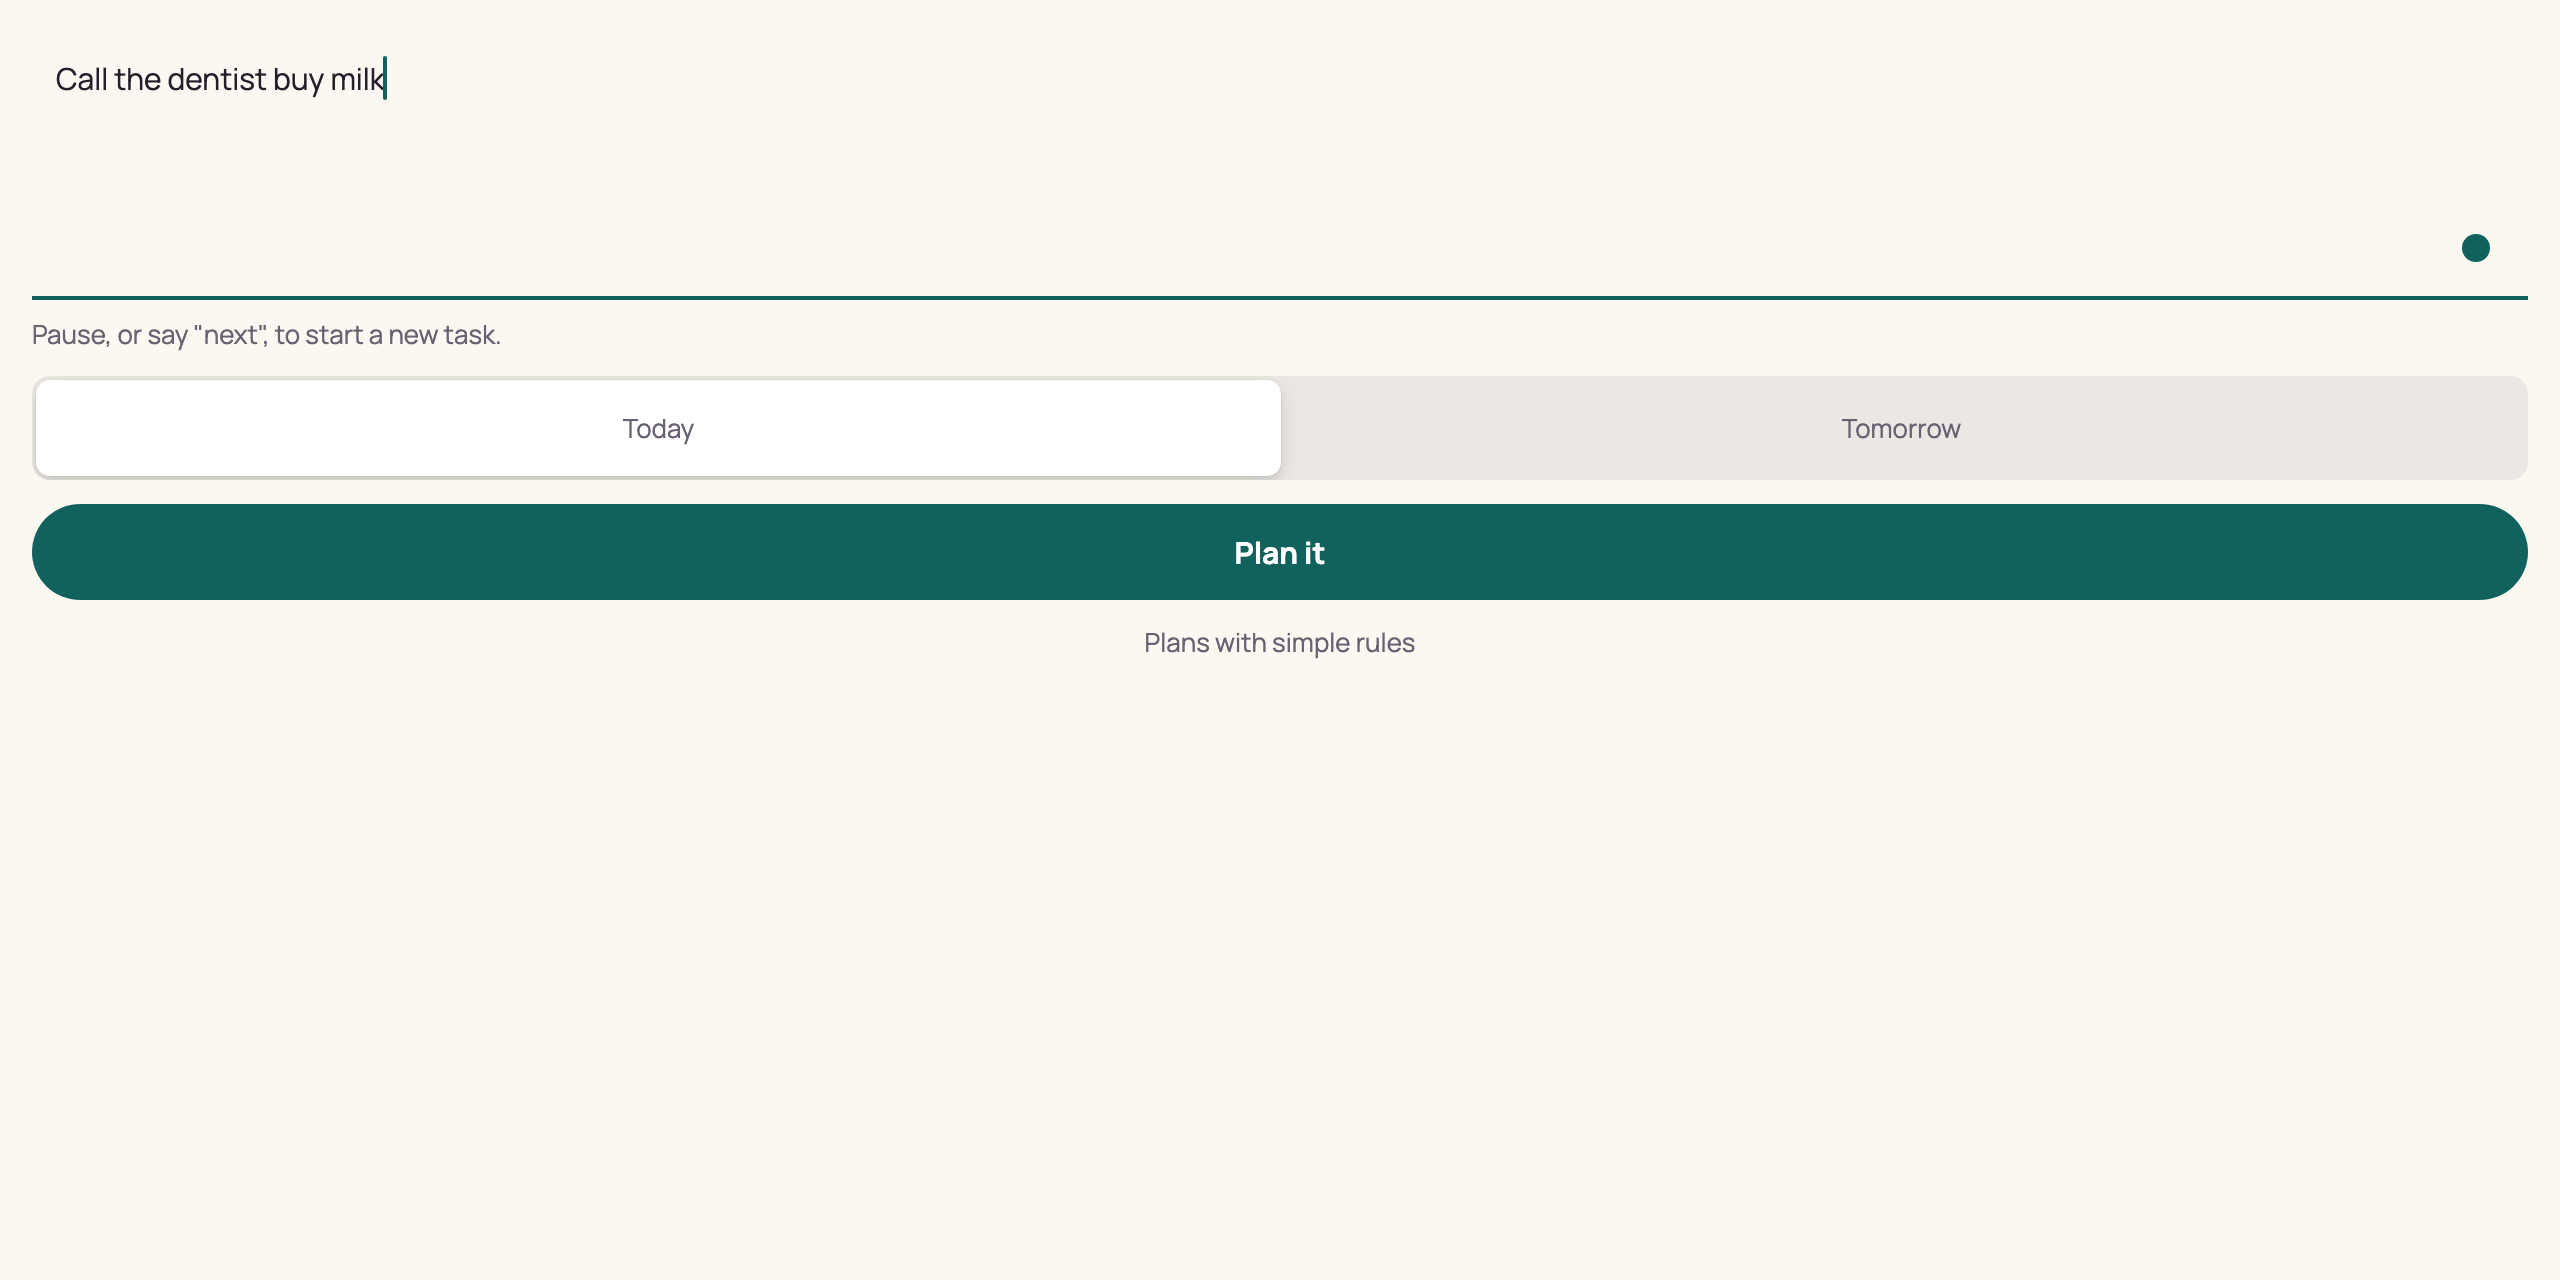 Call the dentist buy milk
Pause, or say "next", to start a new task.
Today
Tomorrow
Plan it
Plans with simple rules